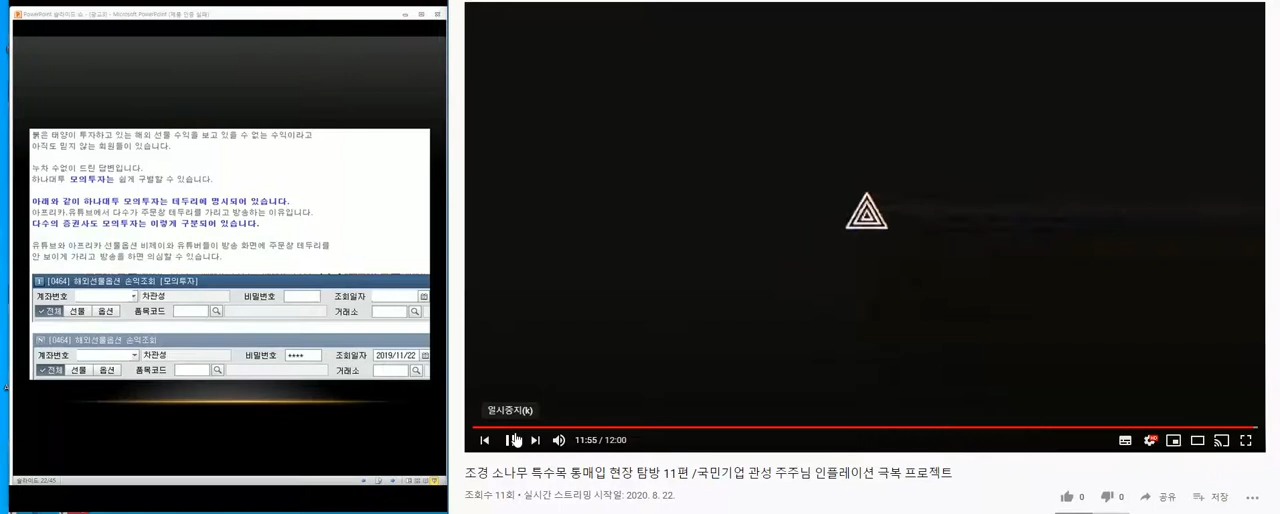 PowerPoint 슬라이드 쇼 - [광고3] - Microsoft PowerPoint (제품 인증 실패)
붉은 태양이 투자하고 있는 해외 선물 수익을 보고 있을 수 없는 수익이라고
아직도 믿지 않는 회원들이 있습니다.
누차 수없이 드린 답변입니다.
하나대투 모의투자는 쉽게 구별할 수 있습니다.
아래와 같이 하나대투 모의투자는 테두리에 명시되어 있습니다.
아프리카.유튜브에서 다수가 주문창 테두리를 가리고 방송하는 이유입니다.
다수의 증권사도 모의투자는 이렇게 구분되어 있습니다.
유튜브와 아프리카 선물옵션 비제이와 유튜버들이 방송 화면에 주문창 테두리를
안 보이게 가리고 방송을 하면 의심할 수 있습니다.
[0464] 해외선물옵션 손익조회 [모의투자]
계좌번호 차관성 비밀번호 조회일자
전체 선물 옵션 품목코드 거래소
[0464] 해외선물옵션 손익조회
계좌번호 차관성 비밀번호 **** 조회일자 2019/11/22
전체 선물 옵션 품목코드 거래소
슬라이드 22/45
일시중지(k)
11:55 / 12:00
조경 소나무 특수목 통매입 현장 탐방 11편 /국민기업 관성 주주님 인플레이션 극복 프로젝트
조회수 11회 • 실시간 스트리밍 시작일: 2020. 8. 22.
0 0 공유 저장